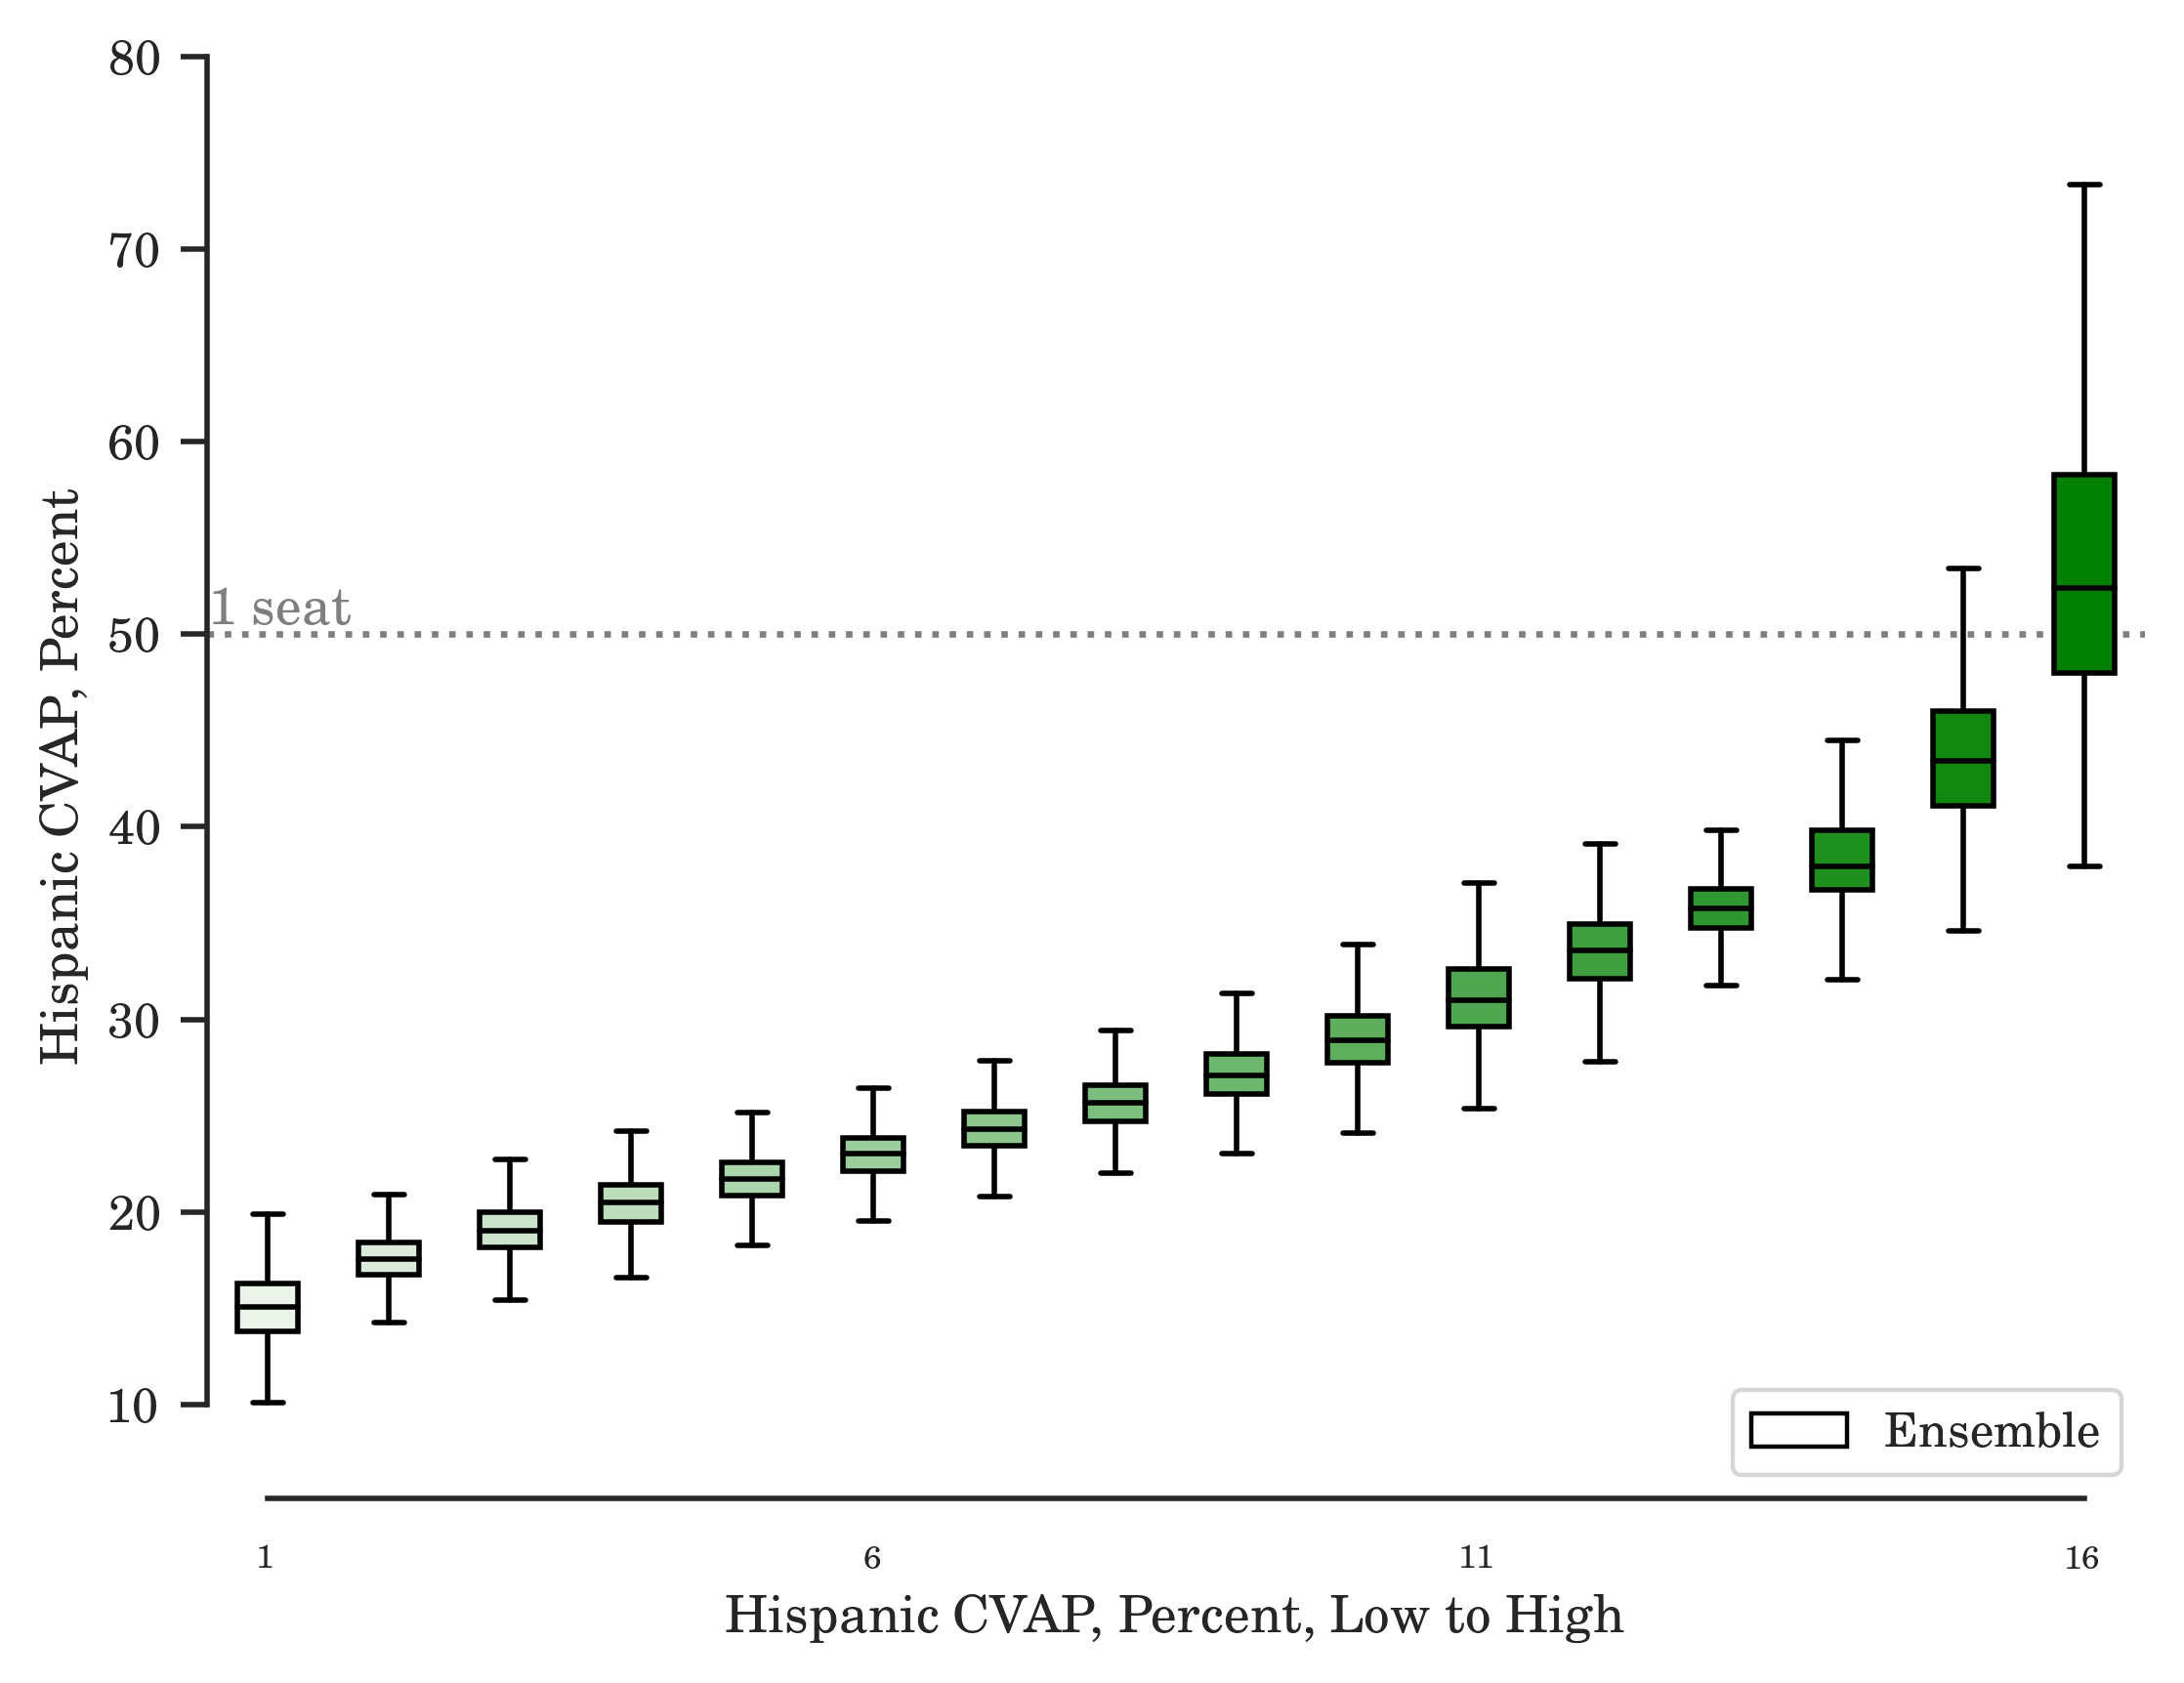 80
70
60
50
40
30
20
10
Hispanic CVAP, Percent
1 seat
Ensemble
1 6 11 16
Hispanic CVAP, Percent, Low to High